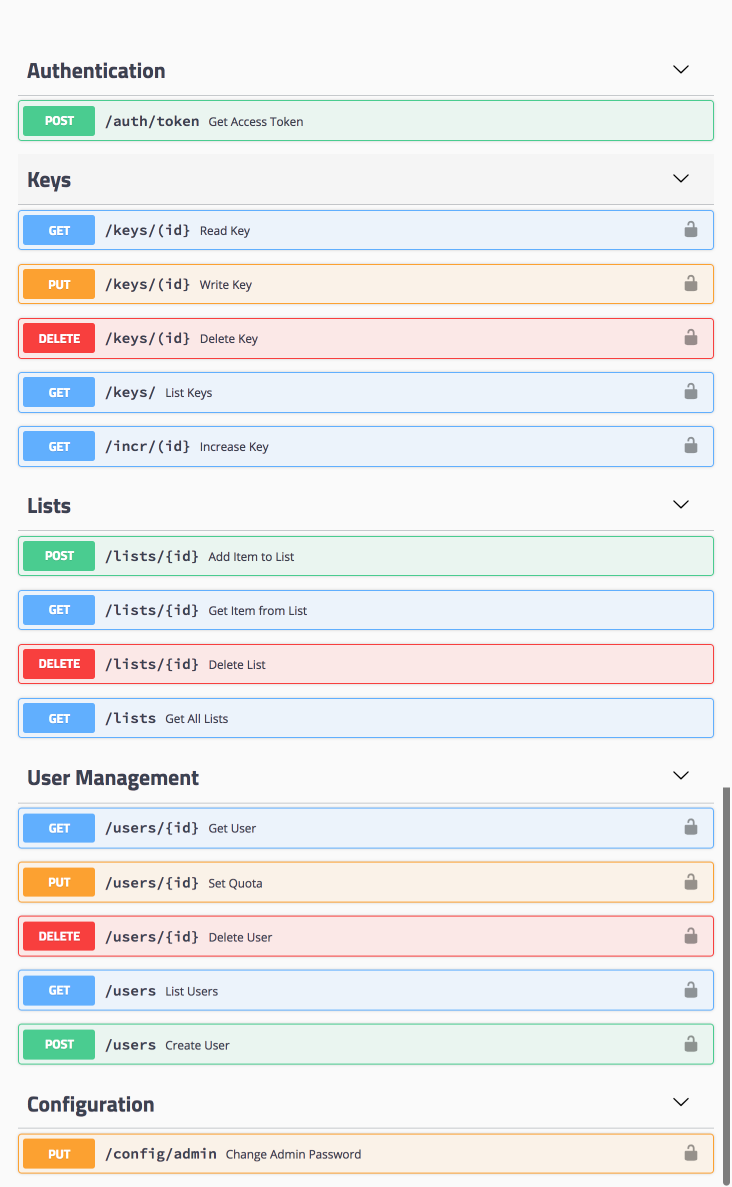 Authentication
POST /auth/token Get Access Token
Keys
GET /keys/(id} Read Key
PUT /keys/(id} Write Key
DELETE /keys/(id} Delete Key
GET /keys/ List Keys
GET /incr/(id} Increase Key
Lists
POST /lists/{id} Add Item to List
GET /lists/{id} Get Item from List
DELETE /lists/{id} Delete List
GET /lists Get All Lists
User Management
GET /users/{id} Get User
PUT /users/{id} Set Quota
DELETE /users/{id} Delete User
GET /users List Users
POST /users Create User
Configuration
PUT /config/admin Change Admin Password